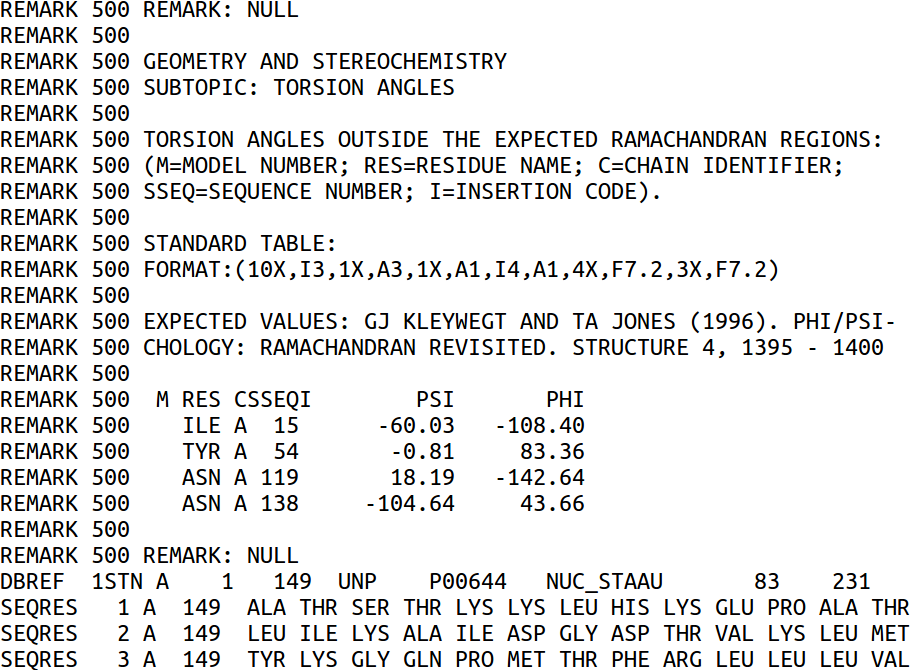 REMARK 500 REMARK: NULL
REMARK 500
REMARK 500 GEOMETRY AND STEREOCHEMISTRY
REMARK 500 SUBTOPIC: TORSION ANGLES
REMARK 500
REMARK 500 TORSION ANGLES OUTSIDE THE EXPECTED RAMACHANDRAN REGIONS:
REMARK 500 (M=MODEL NUMBER; RES=RESIDUE NAME; C=CHAIN IDENTIFIER;
REMARK 500 SSEQ=SEQUENCE NUMBER; I=INSERTION CODE).
REMARK 500
REMARK 500 STANDARD TABLE:
REMARK 500 FORMAT:(10X,I3,1X,A3,1X,A1,I4,A1,4X,F7.2,3X,F7.2)
REMARK 500
REMARK 500 EXPECTED VALUES: GJ KLEYWEGT AND TA JONES (1996). PHI/PSI-
REMARK 500 CHOLOGY: RAMACHANDRAN REVISITED. STRUCTURE 4, 1395 - 1400
REMARK 500
REMARK 500  M RES CSSEQI        PSI       PHI
REMARK 500    ILE A  15      -60.03   -108.40
REMARK 500    TYR A  54       -0.81     83.36
REMARK 500    ASN A 119       18.19   -142.64
REMARK 500    ASN A 138     -104.64     43.66
REMARK 500
REMARK 500 REMARK: NULL
DBREF  1STN A    1   149  UNP    P00644   NUC_STAAU       83    231
SEQRES   1 A  149  ALA THR SER THR LYS LYS LEU HIS LYS GLU PRO ALA THR
SEQRES   2 A  149  LEU ILE LYS ALA ILE ASP GLY ASP THR VAL LYS LEU MET
SEQRES   3 A  149  TYR LYS GLY GLN PRO MET THR PHE ARG LEU LEU LEU VAL